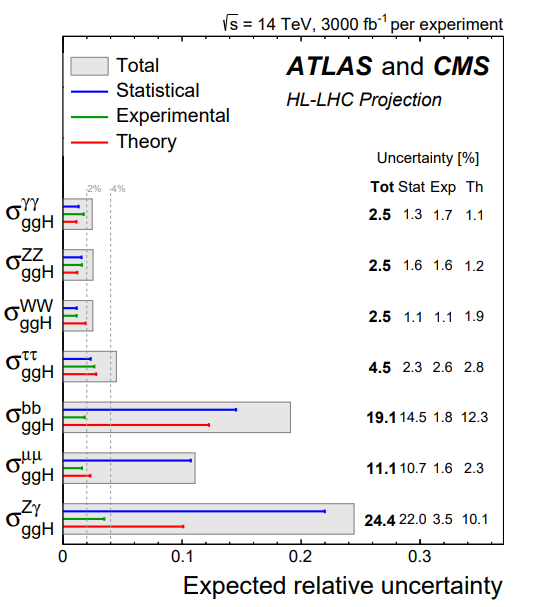 √s = 14 TeV, 3000 fb⁻¹ per experiment
Total
Statistical
Experimental
Theory
ATLAS and CMS
HL-LHC Projection
Uncertainty [%]
Tot Stat Exp Th
2% 4%
σ^γγ_ggH 2.5 1.3 1.7 1.1
σ^ZZ_ggH 2.5 1.6 1.6 1.2
σ^WW_ggH 2.5 1.1 1.1 1.9
σ^ττ_ggH 4.5 2.3 2.6 2.8
σ^bb_ggH 19.1 14.5 1.8 12.3
σ^μμ_ggH 11.1 10.7 1.6 2.3
σ^Zγ_ggH 24.4 22.0 3.5 10.1
0 0.1 0.2 0.3
Expected relative uncertainty